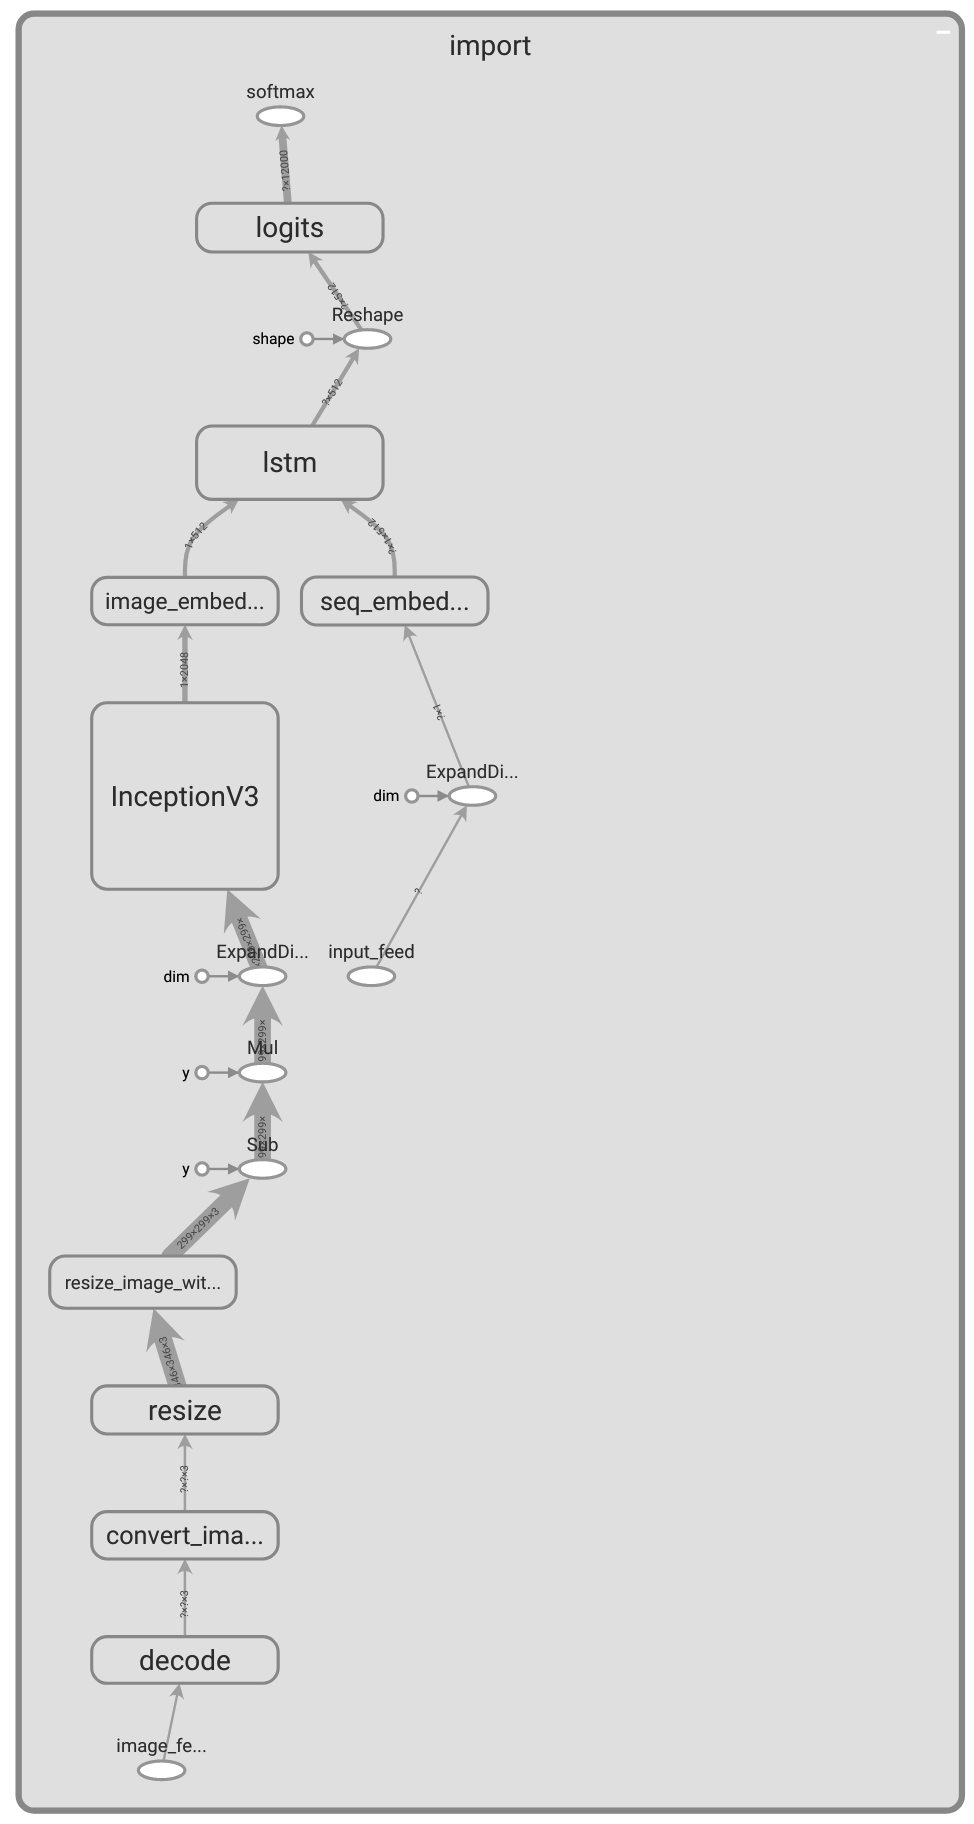 import
softmax
?×12000
logits
?×512
Reshape
shape
?×512
lstm
1×512
?×1×512
image_embed...
seq_embed...
1×2048
?×1
InceptionV3
ExpandDi...
dim
?
ExpandDi...
input_feed
dim
Mul
y
Sub
y
299×299×3
resize_image_wit...
346×346×3
resize
?×?×3
convert_ima...
?×?×3
decode
image_fe...